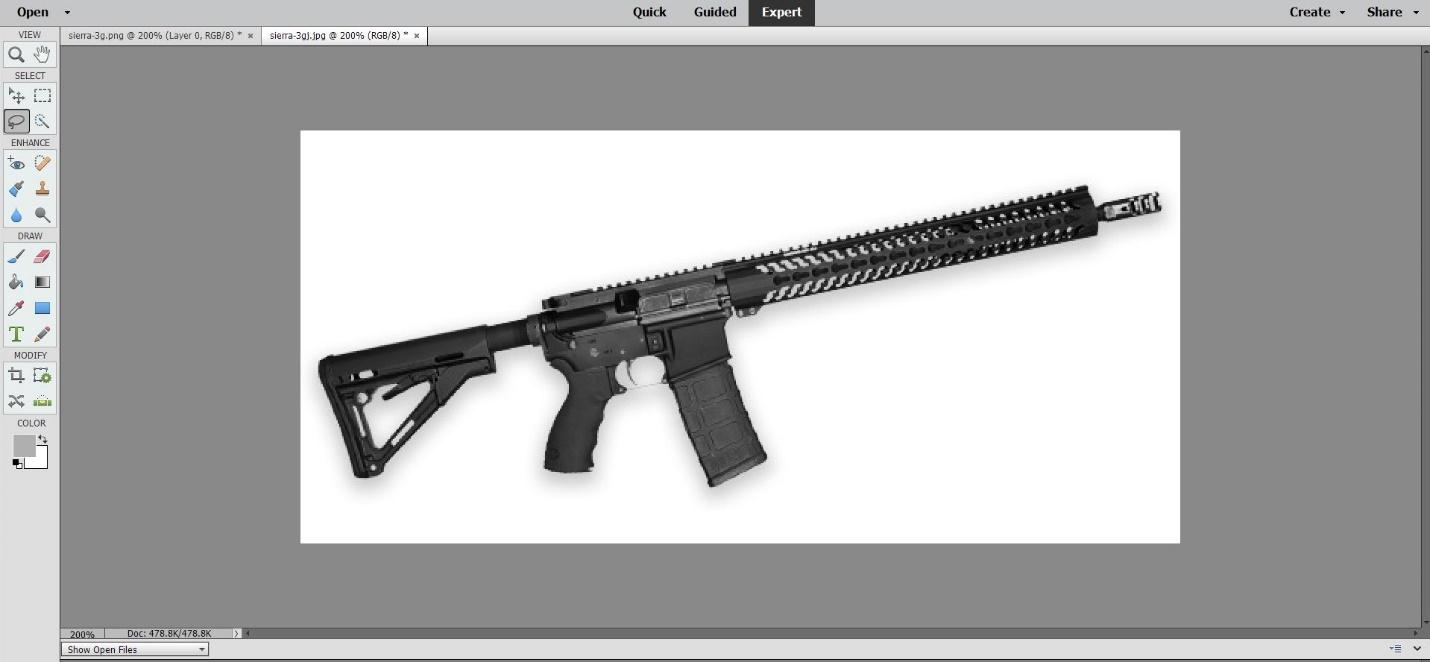 Open
Quick
Guided
Expert
Create
Share
VIEW
sierra-3g.png @ 200% (Layer 0, RGB/8) * ×
sierra-3gj.jpg @ 200% (RGB/8) * ×
SELECT
ENHANCE
DRAW
T
MODIFY
COLOR
200%
Doc: 478.8K/478.8K
Show Open Files